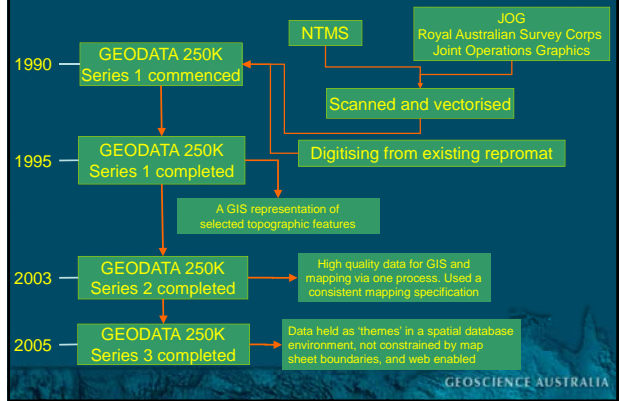 NTMS
JOG
Royal Australian Survey Corps
Joint Operations Graphics
1990
GEODATA 250K
Series 1 commenced
Scanned and vectorised
1995
GEODATA 250K
Series 1 completed
Digitising from existing repromat
A GIS representation of
selected topographic features
2003
GEODATA 250K
Series 2 completed
High quality data for GIS and
mapping via one process. Used a
consistent mapping specification
2005
GEODATA 250K
Series 3 completed
Data held as ‘themes’ in a spatial database
environment, not constrained by map
sheet boundaries, and web enabled
GEOSCIENCE AUSTRALIA